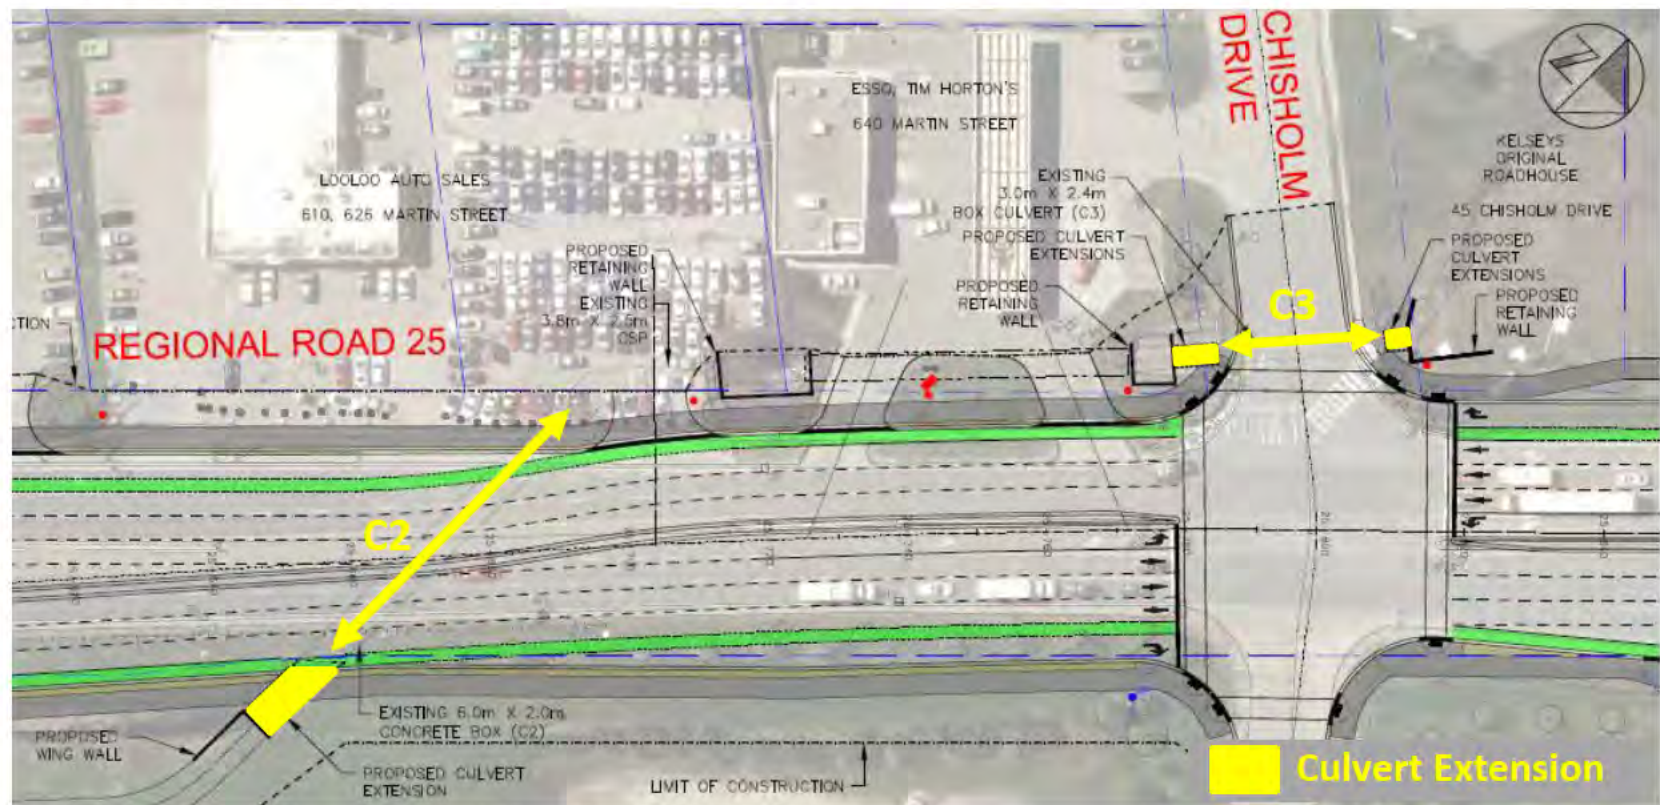 CHISHOLM
DRIVE
ESSO, TIM HORTON'S
640 MARTIN STREET
KELSEYS
ORIGINAL
ROADHOUSE
45 CHISHOLM DRIVE
LOOLOO AUTO SALES
610, 626 MARTIN STREET
EXISTING
3.0m X 2.4m
BOX CULVERT (C3)
PROPOSED CULVERT
EXTENSIONS
PROPOSED
RETAINING
WALL
PROPOSED
CULVERT
EXTENSIONS
PROPOSED
RETAINING
WALL
PROPOSED
RETAINING
WALL
EXISTING
3.8m X 2.5m
CSP
CTION
REGIONAL ROAD 25
C3
C2
EXISTING 6.0m X 2.0m
CONCRETE BOX (C2)
PROPOSED
WING WALL
PROPOSED CULVERT
EXTENSION
LIMIT OF CONSTRUCTION
Culvert Extension